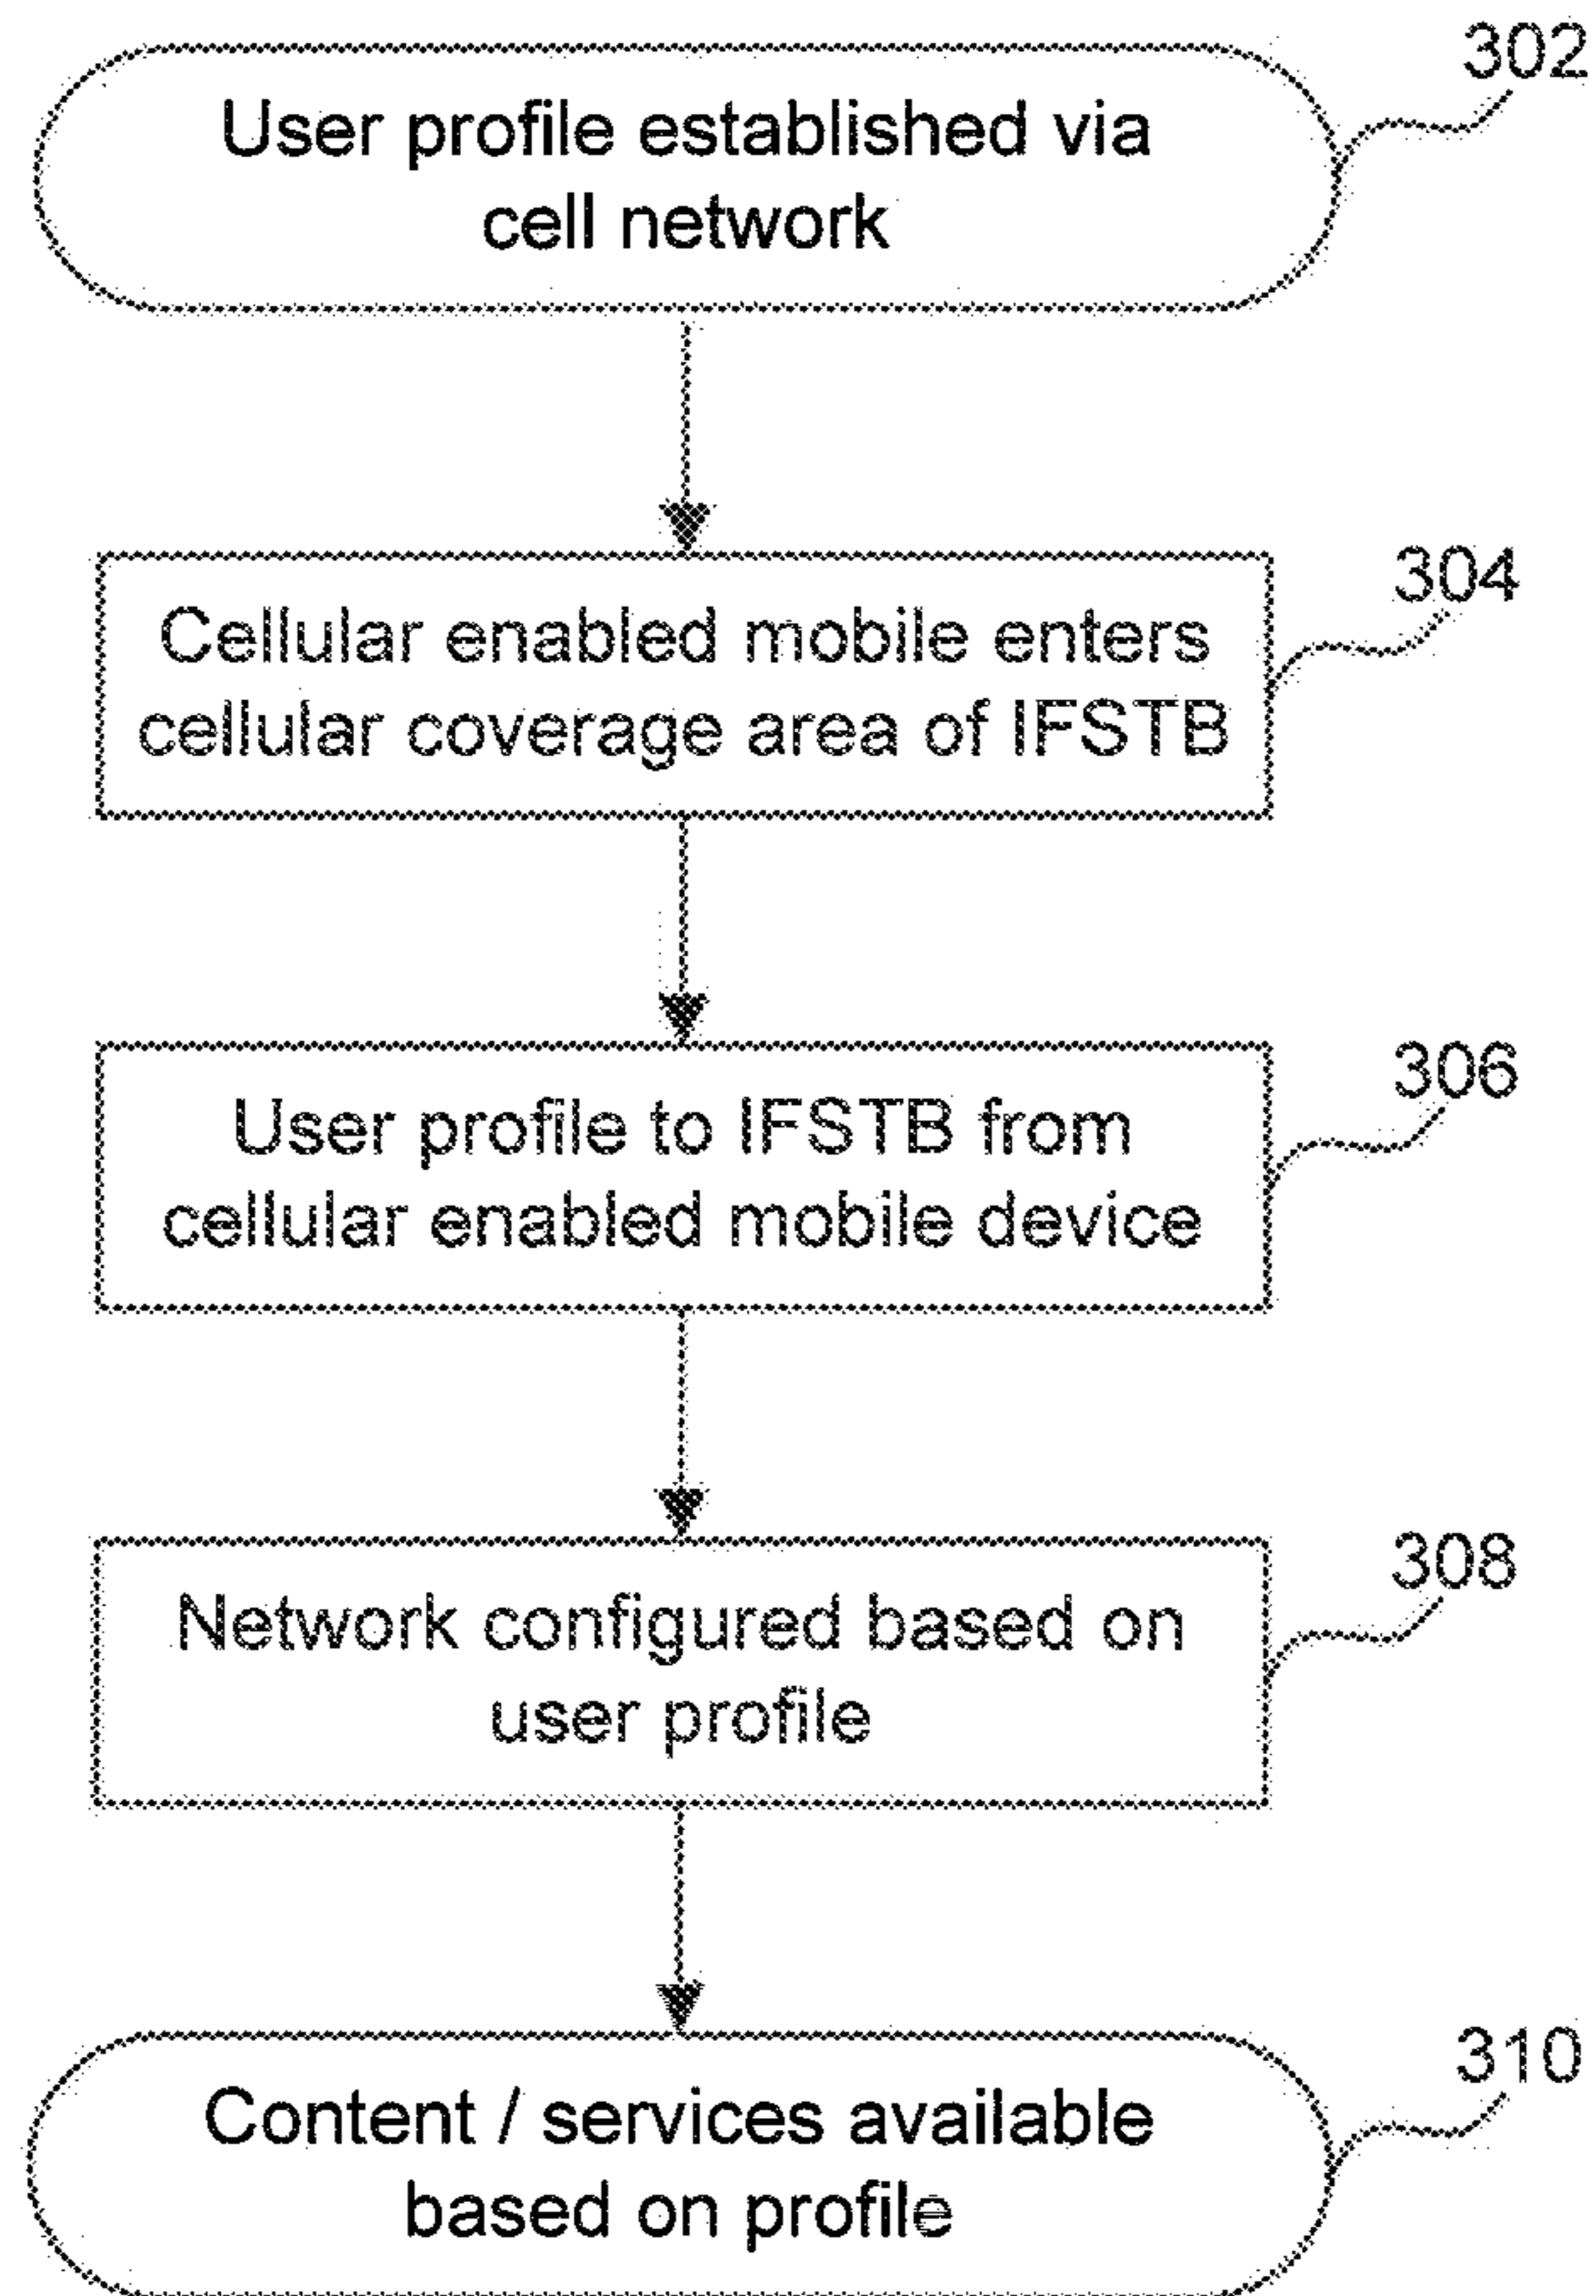 302
User profile established via
cell network
304
Cellular enabled mobile enters
cellular coverage area of IFSTB
306
User profile to IFSTB from
cellular enabled mobile device
308
Network configured based on
user profile
310
Content / services available
based on profile